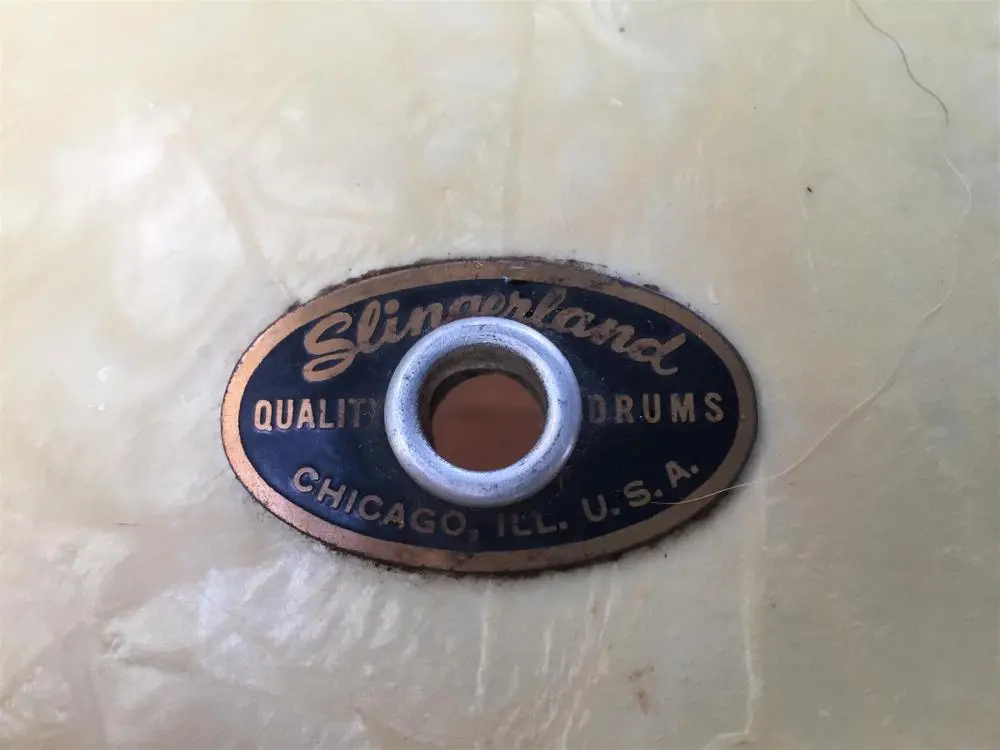 Slingerland
QUALITY DRUMS
CHICAGO, ILL. U.S.A.